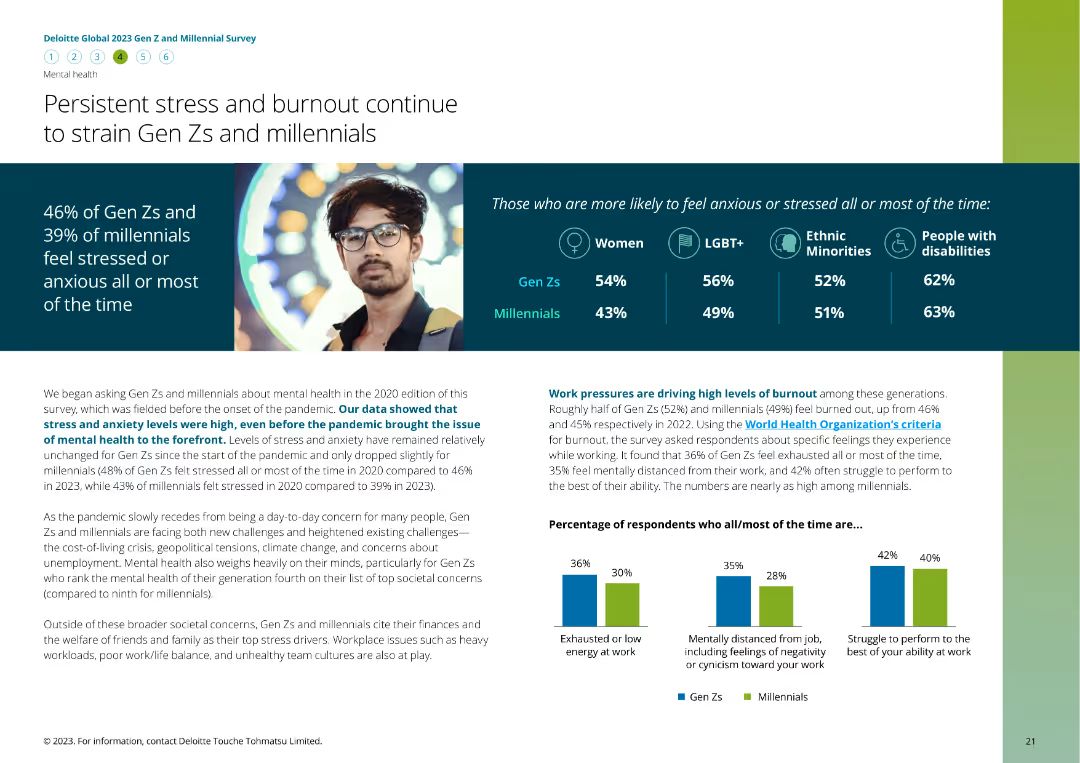 Deloitte Global 2023 Gen Z and Millennial Survey
1 2 3 4 5 6
Mental health
Persistent stress and burnout continue
to strain Gen Zs and millennials
46% of Gen Zs and
39% of millennials
feel stressed or
anxious all or most
of the time
Those who are more likely to feel anxious or stressed all or most of the time:
Women LGBT+ Ethnic Minorities People with disabilities
Gen Zs 54% 56% 52% 62%
Millennials 43% 49% 51% 63%
We began asking Gen Zs and millennials about mental health in the 2020 edition of this
survey, which was fielded before the onset of the pandemic. Our data showed that
stress and anxiety levels were high, even before the pandemic brought the issue
of mental health to the forefront. Levels of stress and anxiety have remained relatively
unchanged for Gen Zs since the start of the pandemic and only dropped slightly for
millennials (48% of Gen Zs felt stressed all or most of the time in 2020 compared to 46%
in 2023, while 43% of millennials felt stressed in 2020 compared to 39% in 2023).
As the pandemic slowly recedes from being a day-to-day concern for many people, Gen
Zs and millennials are facing both new challenges and heightened existing challenges—
the cost-of-living crisis, geopolitical tensions, climate change, and concerns about
unemployment. Mental health also weighs heavily on their minds, particularly for Gen Zs
who rank the mental health of their generation fourth on their list of top societal concerns
(compared to ninth for millennials).
Outside of these broader societal concerns, Gen Zs and millennials cite their finances and
the welfare of friends and family as their top stress drivers. Workplace issues such as heavy
workloads, poor work/life balance, and unhealthy team cultures are also at play.
Work pressures are driving high levels of burnout among these generations.
Roughly half of Gen Zs (52%) and millennials (49%) feel burned out, up from 46%
and 45% respectively in 2022. Using the World Health Organization's criteria
for burnout, the survey asked respondents about specific feelings they experience
while working. It found that 36% of Gen Zs feel exhausted all or most of the time,
35% feel mentally distanced from their work, and 42% often struggle to perform to
the best of their ability. The numbers are nearly as high among millennials.
Percentage of respondents who all/most of the time are...
36% 30%
Exhausted or low
energy at work
35% 28%
Mentally distanced from job,
including feelings of negativity
or cynicism toward your work
42% 40%
Struggle to perform to the
best of your ability at work
Gen Zs Millennials
© 2023. For information, contact Deloitte Touche Tohmatsu Limited.
21